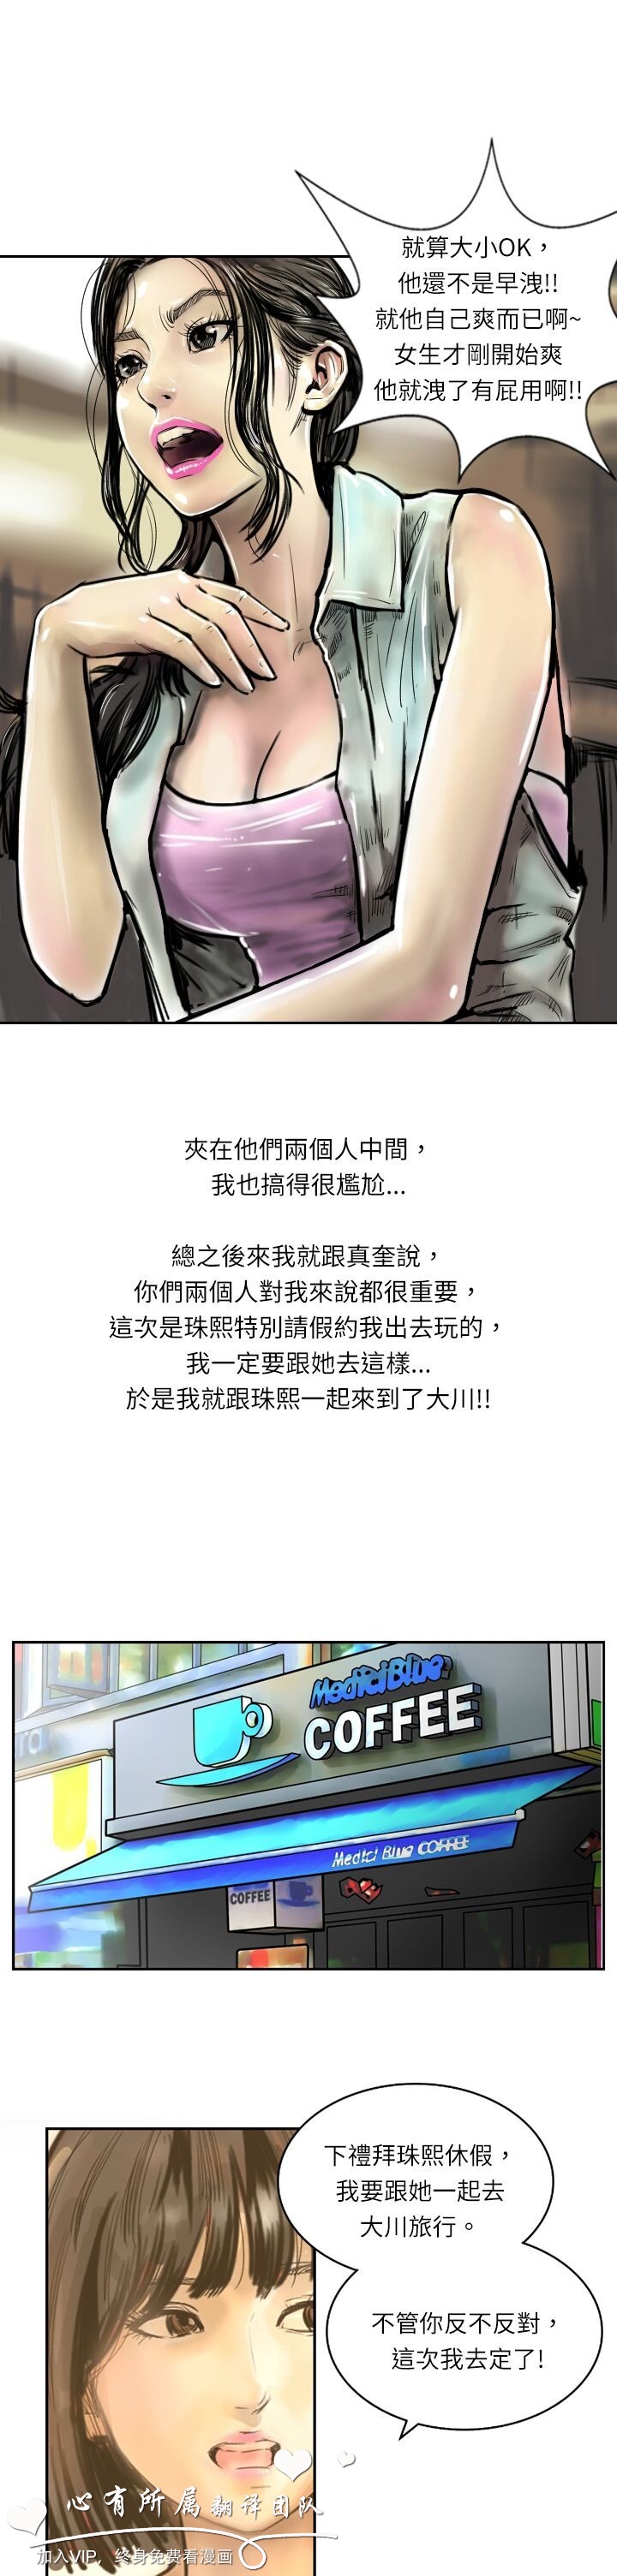 就算大小OK，
他還不是早洩!!
就他自己爽而已啊~
女生才剛開始爽
他就洩了有屁用啊!!
夾在他們兩個人中間，
我也搞得很尷尬...
總之後來我就跟真奎說，
你們兩個人對我來說都很重要，
這次是珠熙特別請假約我出去玩的，
我一定要跟她去這樣...
於是我就跟珠熙一起來到了大川!!
Medici Blue
COFFEE
Medici Blue COFFEE
COFFEE
下禮拜珠熙休假，
我要跟她一起去
大川旅行。
不管你反不反對，
這次我去定了!
心有所属翻译团队
加入VIP，终身免费看漫画